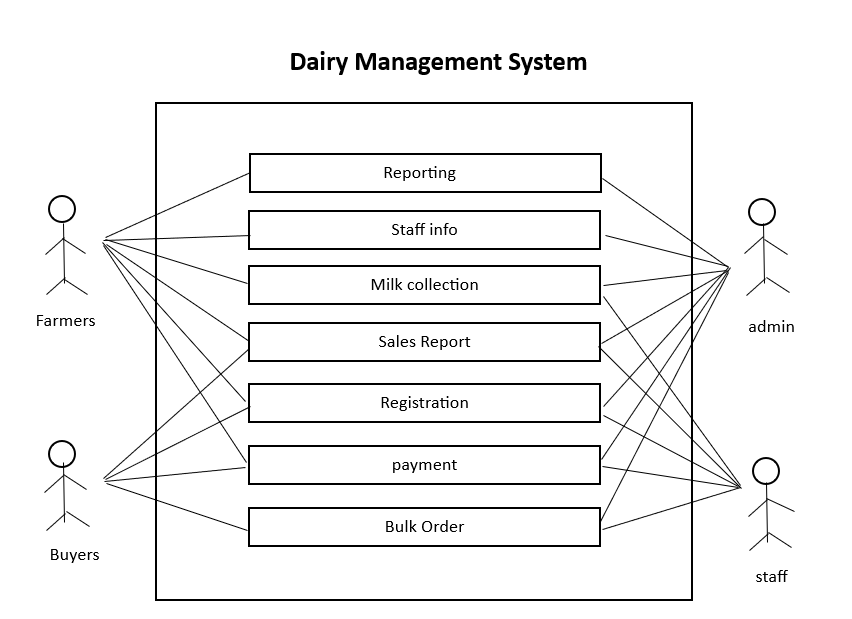 Dairy Management System
Reporting
Staff info
Milk collection
Sales Report
Registration
payment
Bulk Order
Farmers
admin
Buyers
staff